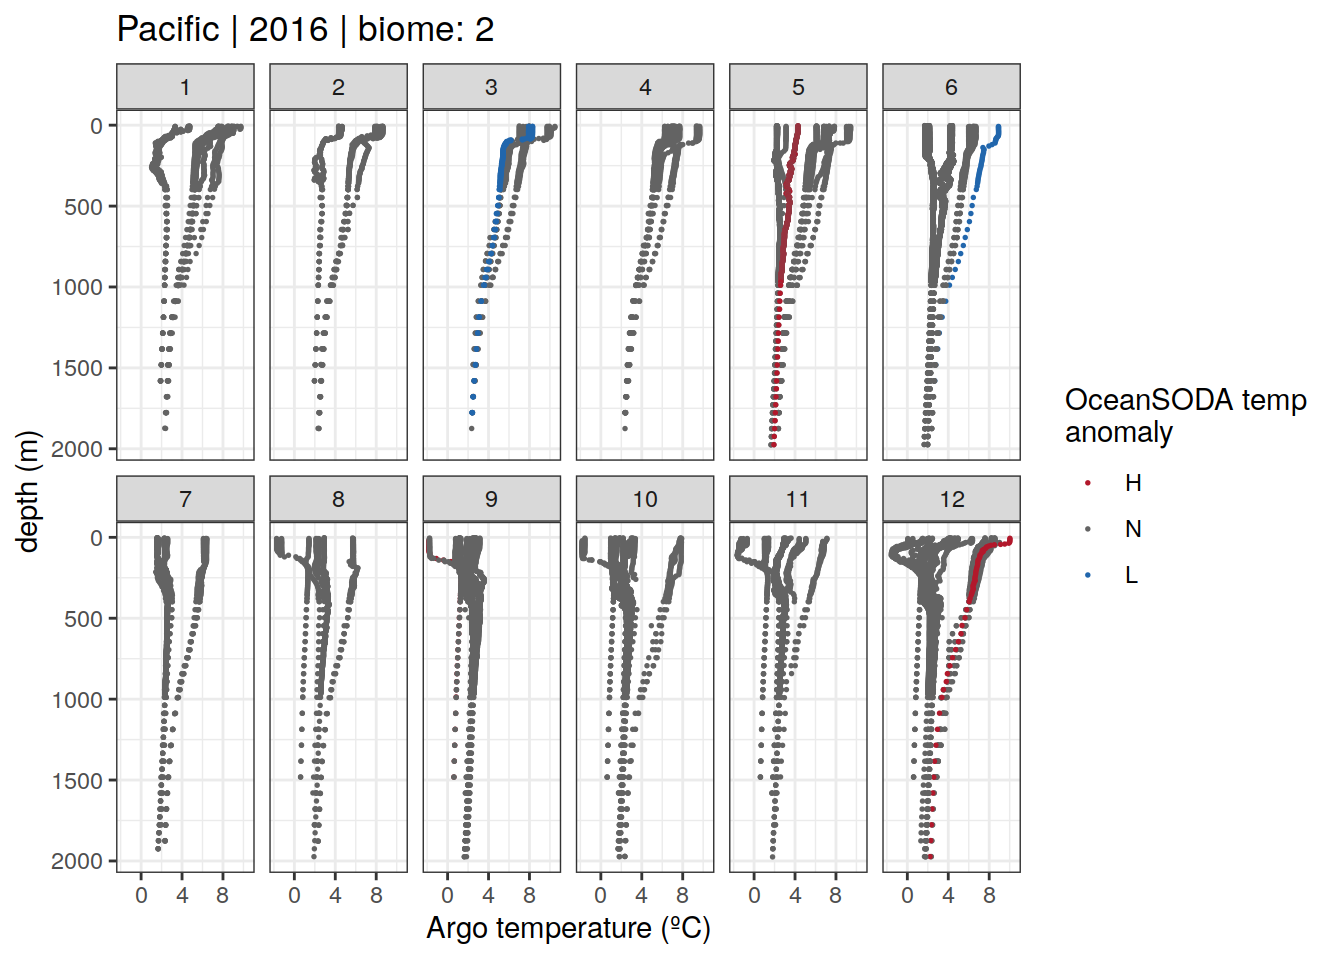 Pacific | 2016 | biome: 2
1 2 3 4 5 6
0
500
1000
1500
2000
7 8 9 10 11 12
0
500
1000
1500
2000
0 4 8 0 4 8 0 4 8 0 4 8 0 4 8 0 4 8
Argo temperature (ºC)
depth (m)
OceanSODA temp
anomaly
H
N
L